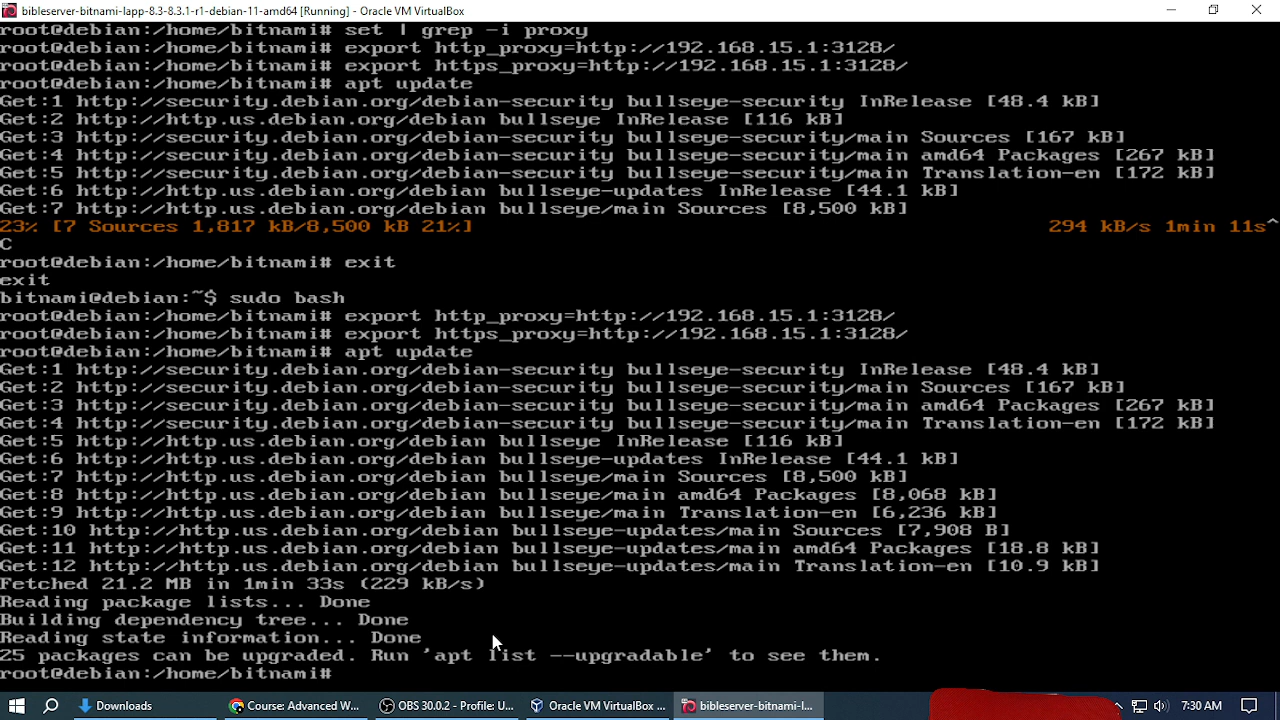 bibleserver-bitnami-lapp-8.3-8.3.1-r1-debian-11-amd64 [Running] - Oracle VM VirtualBox
root@debian:/home/bitnami# set | grep -i proxy
root@debian:/home/bitnami# export http_proxy=http://192.168.15.1:3128/
root@debian:/home/bitnami# export https_proxy=http://192.168.15.1:3128/
root@debian:/home/bitnami# apt update
Get:1 http://security.debian.org/debian-security bullseye-security InRelease [48.4 kB]
Get:2 http://http.us.debian.org/debian bullseye InRelease [116 kB]
Get:3 http://security.debian.org/debian-security bullseye-security/main Sources [167 kB]
Get:4 http://security.debian.org/debian-security bullseye-security/main amd64 Packages [267 kB]
Get:5 http://security.debian.org/debian-security bullseye-security/main Translation-en [172 kB]
Get:6 http://http.us.debian.org/debian bullseye-updates InRelease [44.1 kB]
Get:7 http://http.us.debian.org/debian bullseye/main Sources [8,500 kB]
23% [7 Sources 1,817 kB/8,500 kB 21%] 294 kB/s 1min 11s^
C
root@debian:/home/bitnami# exit
exit
bitnami@debian:~$ sudo bash
root@debian:/home/bitnami# export http_proxy=http://192.168.15.1:3128/
root@debian:/home/bitnami# export https_proxy=http://192.168.15.1:3128/
root@debian:/home/bitnami# apt update
Get:1 http://security.debian.org/debian-security bullseye-security InRelease [48.4 kB]
Get:2 http://security.debian.org/debian-security bullseye-security/main Sources [167 kB]
Get:3 http://security.debian.org/debian-security bullseye-security/main amd64 Packages [267 kB]
Get:4 http://security.debian.org/debian-security bullseye-security/main Translation-en [172 kB]
Get:5 http://http.us.debian.org/debian bullseye InRelease [116 kB]
Get:6 http://http.us.debian.org/debian bullseye-updates InRelease [44.1 kB]
Get:7 http://http.us.debian.org/debian bullseye/main Sources [8,500 kB]
Get:8 http://http.us.debian.org/debian bullseye/main amd64 Packages [8,068 kB]
Get:9 http://http.us.debian.org/debian bullseye/main Translation-en [6,236 kB]
Get:10 http://http.us.debian.org/debian bullseye-updates/main Sources [7,908 B]
Get:11 http://http.us.debian.org/debian bullseye-updates/main amd64 Packages [18.8 kB]
Get:12 http://http.us.debian.org/debian bullseye-updates/main Translation-en [10.9 kB]
Fetched 21.2 MB in 1min 33s (229 kB/s)
Reading package lists... Done
Building dependency tree... Done
Reading state information... Done
25 packages can be upgraded. Run 'apt list --upgradable' to see them.
root@debian:/home/bitnami#
Downloads Course: Advanced W... OBS 30.0.2 - Profile: U... Oracle VM VirtualBox ... bibleserver-bitnami-l... 7:30 AM